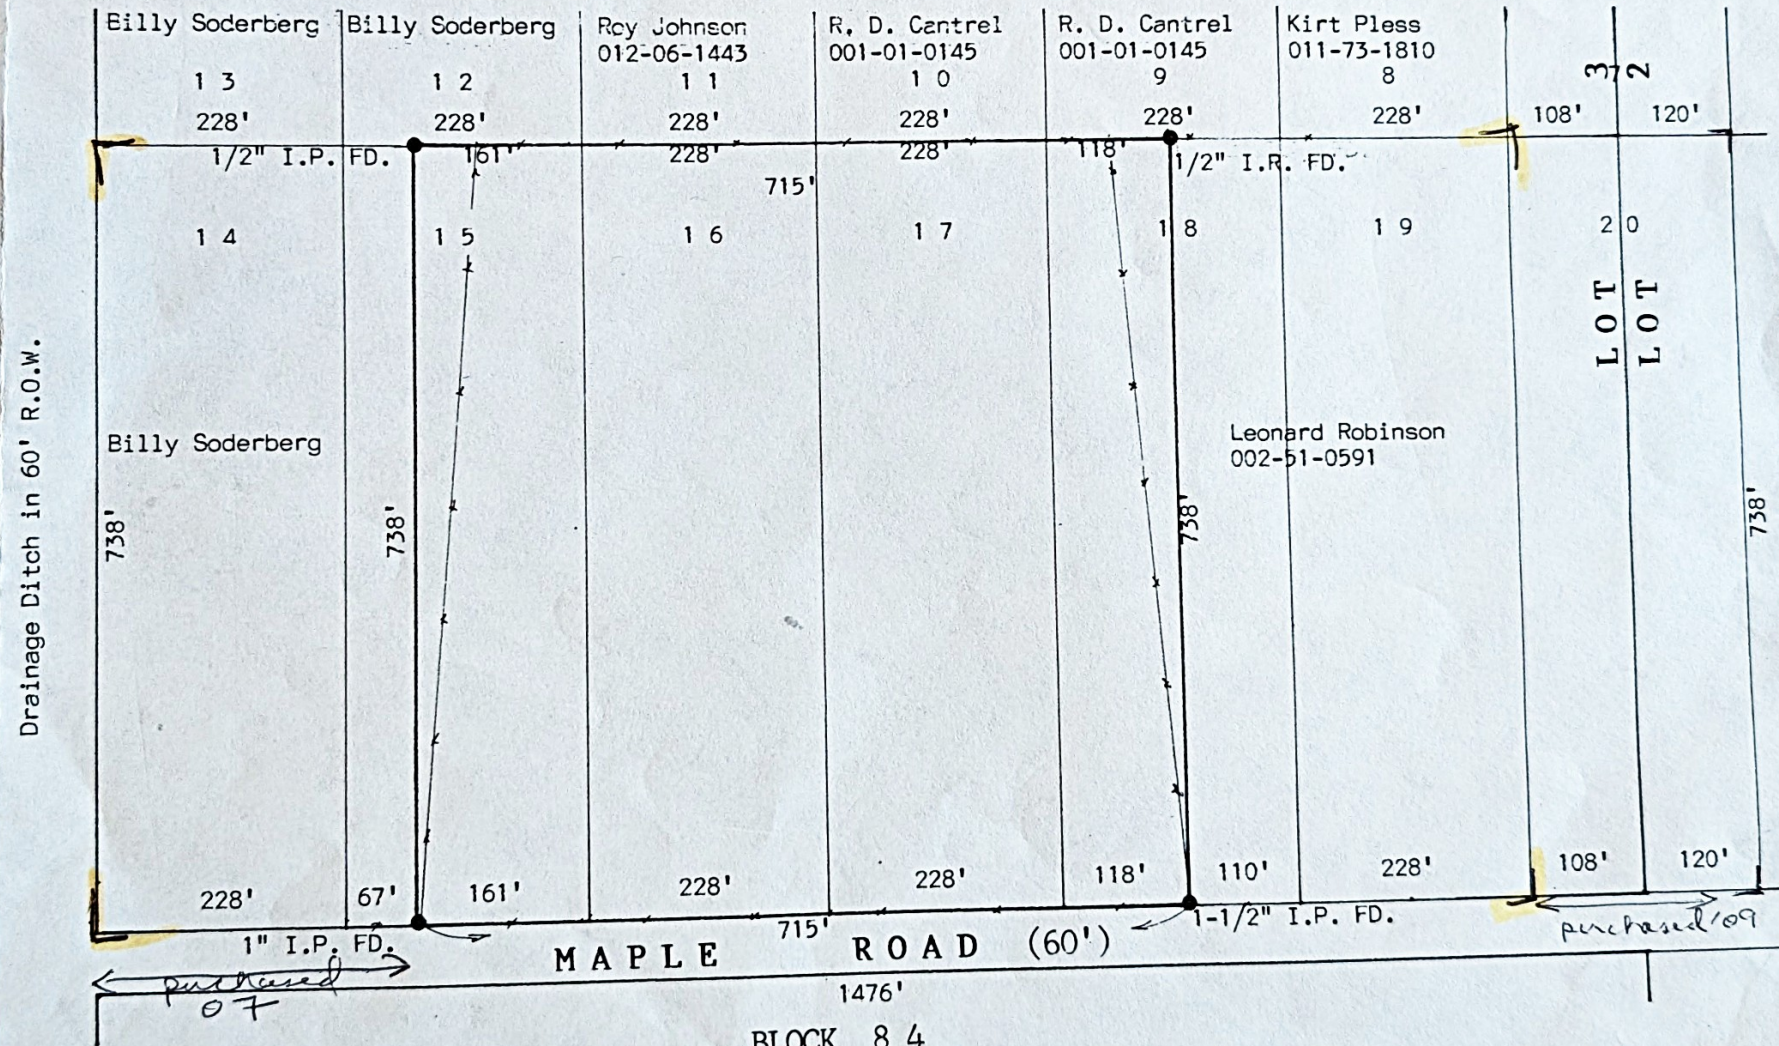 Billy Soderberg
Billy Soderberg
Roy Johnson
012-06-1443
R. D. Cantrel
001-01-0145
R. D. Cantrel
001-01-0145
Kirt Pless
011-73-1810
13
12
11
10
9
8
3
2
228'
228'
228'
228'
228'
228'
108'
120'
1/2" I.P. FD.
161'
228'
228'
118'
1/2" I.R. FD.
715'
14
15
16
17
18
19
20
LOT
LOT
Billy Soderberg
Leonard Robinson
002-51-0591
Drainage Ditch in 60' R.O.W.
738'
738'
738'
738'
228'
67'
161'
228'
228'
118'
110'
228'
108'
120'
1" I.P. FD.
715'
1-1/2" I.P. FD.
MAPLE ROAD (60')
purchased '09
purchased
07
1476'
BLOCK 84